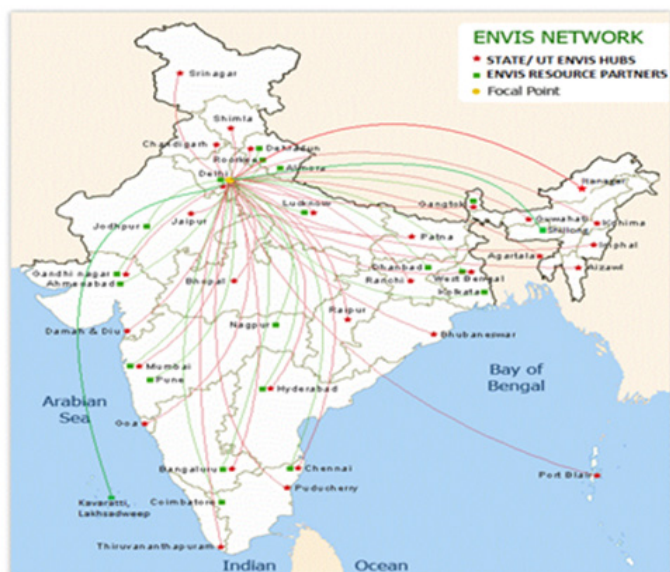 ENVIS NETWORK
STATE/ UT ENVIS HUBS
ENVIS RESOURCE PARTNERS
Focal Point
Srinagar
Shimla
Chandigarh
Dehradun
Roorkee
Almora
Delhi
Itanagar
Gangtok
Lucknow
Guwahati
Kohima
Jaipur
Shillong
Jodhpur
Patna
Imphal
Agartala
Dhanbad
Aizawl
Gandhi nagar
West Bengal
Ahmanabad
Bhopal
Ranchi
Kolkata
Raipur
Damah & Diu
Nagpur
Bhubaneswar
Mumbai
Pune
Bay of
Bengal
Hyderabad
Arabian
Sea
Goa
Bangaluru
Chennai
Port Blair
Puducherry
Kavaratti,
Lakhsadweep
Coimbatore
Thiruvananthapuram
Indian Ocean